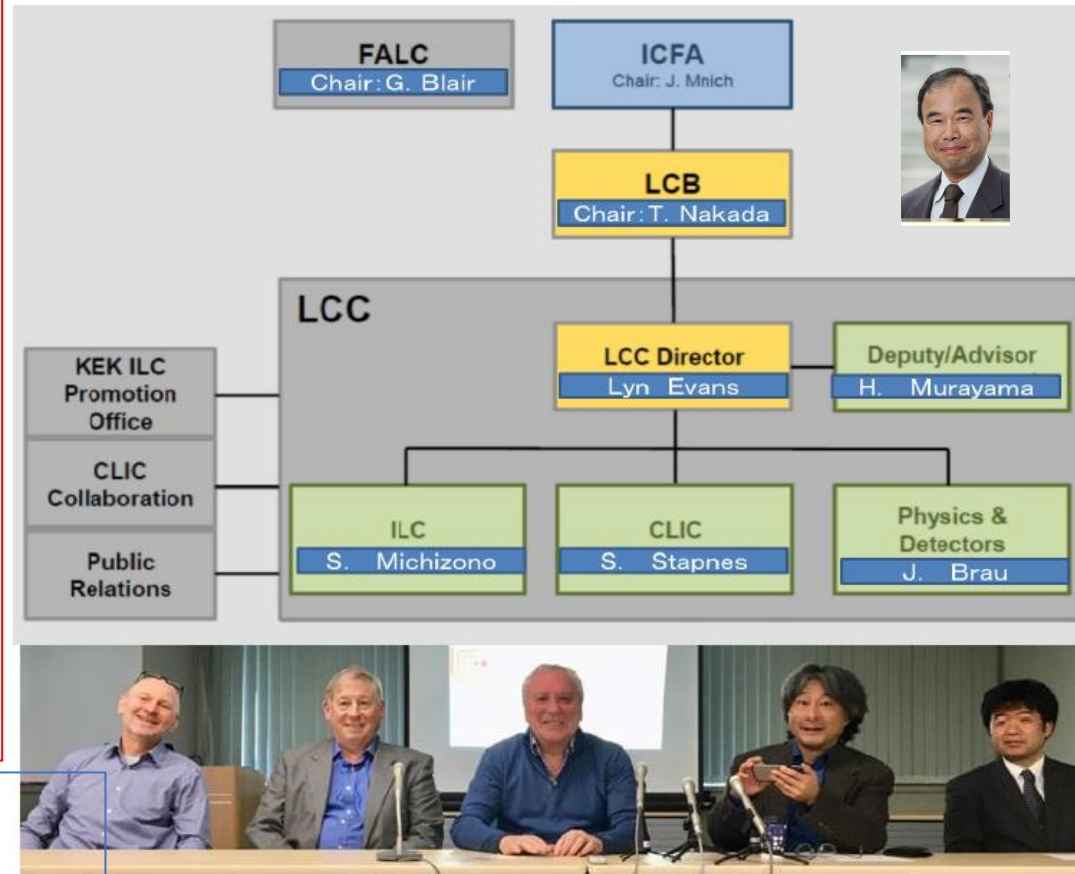 FALC
Chair: G. Blair
ICFA
Chair: J. Mnich
LCB
Chair: T. Nakada
LCC
LCC Director
Lyn Evans
Deputy/Advisor
H. Murayama
KEK ILC
Promotion
Office
CLIC
Collaboration
Public
Relations
ILC
S. Michizono
CLIC
S. Stapnes
Physics &
Detectors
J. Brau